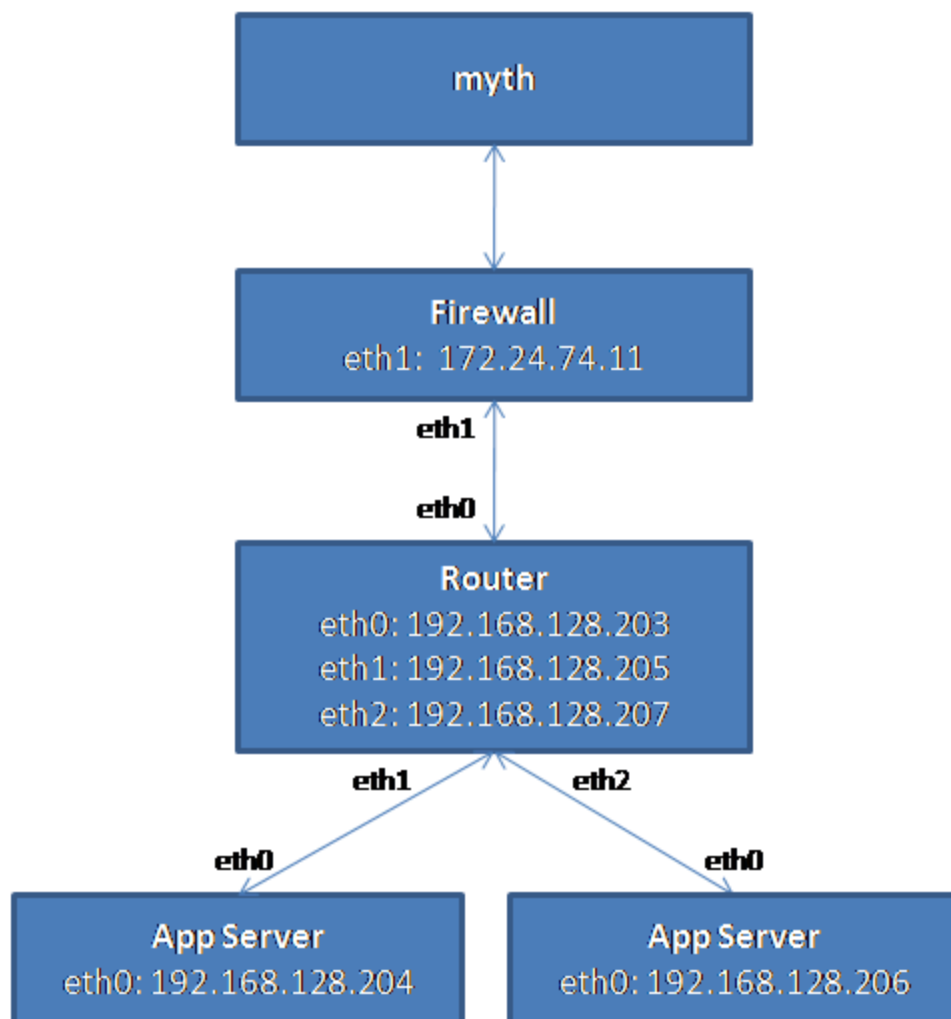 myth
Firewall
eth1: 172.24.74.11
eth1
eth0
Router
eth0: 192.168.128.203
eth1: 192.168.128.205
eth2: 192.168.128.207
eth1
eth2
eth0
eth0
App Server
eth0: 192.168.128.204
App Server
eth0: 192.168.128.206